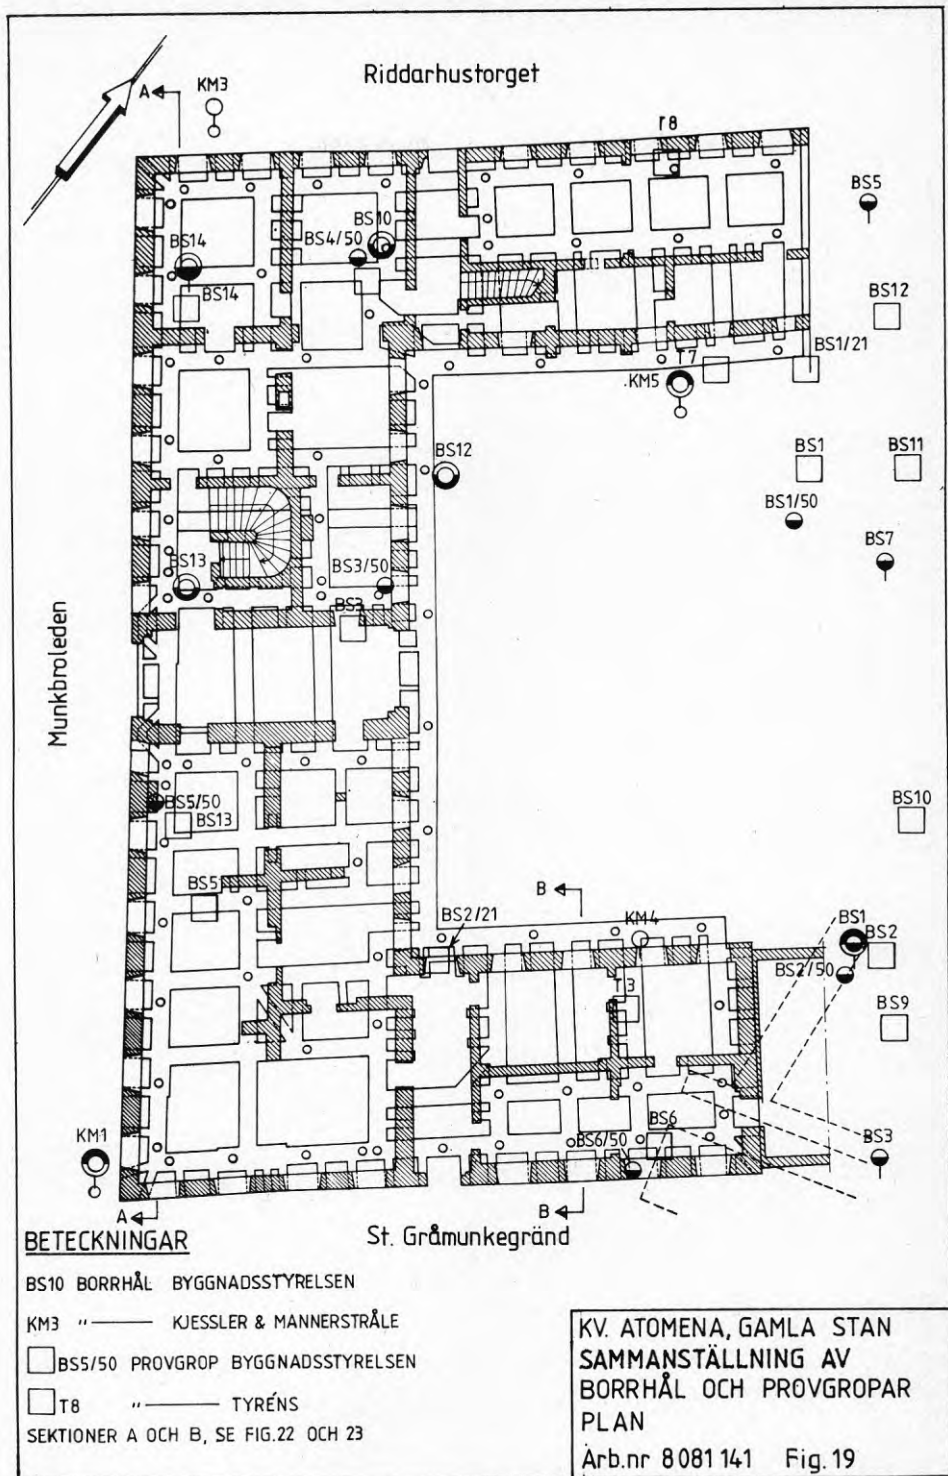 Riddarhustorget
A
KM3
T8
BS5
BS10
BS4/50
BS14
BS14
BS12
BS1/21
T7
KM5
BS12
BS1
BS11
BS1/50
BS7
BS13
BS3/50
BS3
Munkbroleden
BS5/50
BS13
BS10
BS5
B
BS2/21
KM4
BS1
BS2
BS2/50
T3
BS9
KM1
BS6
BS6/50
BS3
A
B
St. Gråmunkegränd
BETECKNINGAR
BS10 BORRHÅL BYGGNADSSTYRELSEN
KM3 "—— KJESSLER & MANNERSTRÅLE
BS5/50 PROVGROP BYGGNADSSTYRELSEN
T8 "—— TYRÉNS
SEKTIONER A OCH B, SE FIG.22 OCH 23
KV. ATOMENA, GAMLA STAN
SAMMANSTÄLLNING AV
BORRHÅL OCH PROVGROPAR
PLAN
Arb.nr 8081141 Fig. 19